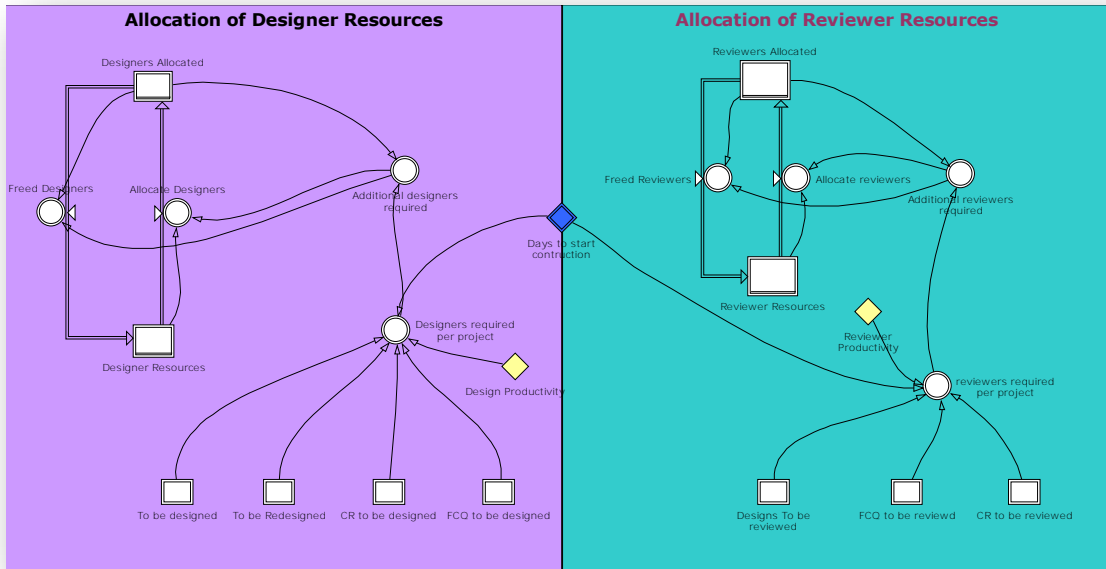 Allocation of Designer Resources
Designers Allocated
Freed Designers
Allocate Designers
Additional designers
required
Designers required
per project
Designer Resources
Design Productivity
To be designed
To be Redesigned
CR to be designed
FCQ to be designed
Days to start
contruction
Allocation of Reviewer Resources
Reviewers Allocated
Freed Reviewers
Allocate reviewers
Additional reviewers
required
Reviewer Resources
Reviewer
Productivity
reviewers required
per project
Designs To be
reviewed
FCQ to be reviewd
CR to be reviewed